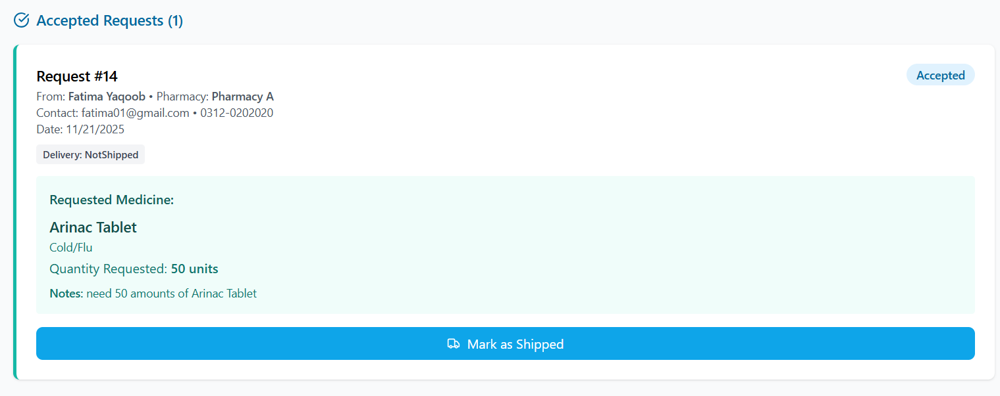 Accepted Requests (1)
Request #14
Accepted
From: Fatima Yaqoob • Pharmacy: Pharmacy A
Contact: fatima01@gmail.com • 0312-0202020
Date: 11/21/2025
Delivery: NotShipped
Requested Medicine:
Arinac Tablet
Cold/Flu
Quantity Requested: 50 units
Notes: need 50 amounts of Arinac Tablet
Mark as Shipped